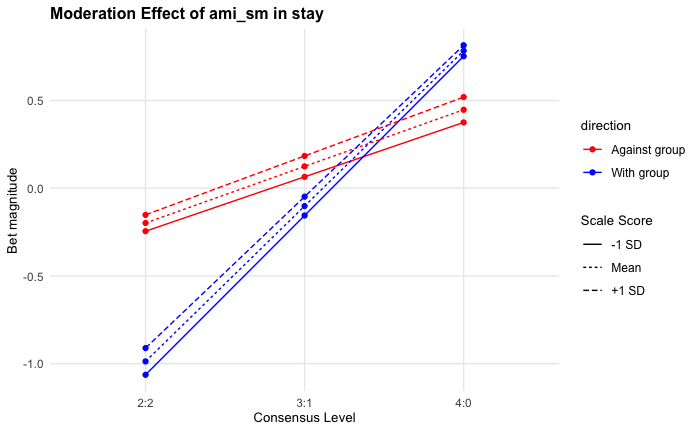 Moderation Effect of ami_sm in stay
Bet magnitude
0.5
0.0
-0.5
-1.0
2:2
3:1
4:0
Consensus Level
direction
Against group
With group
Scale Score
-1 SD
Mean
+1 SD